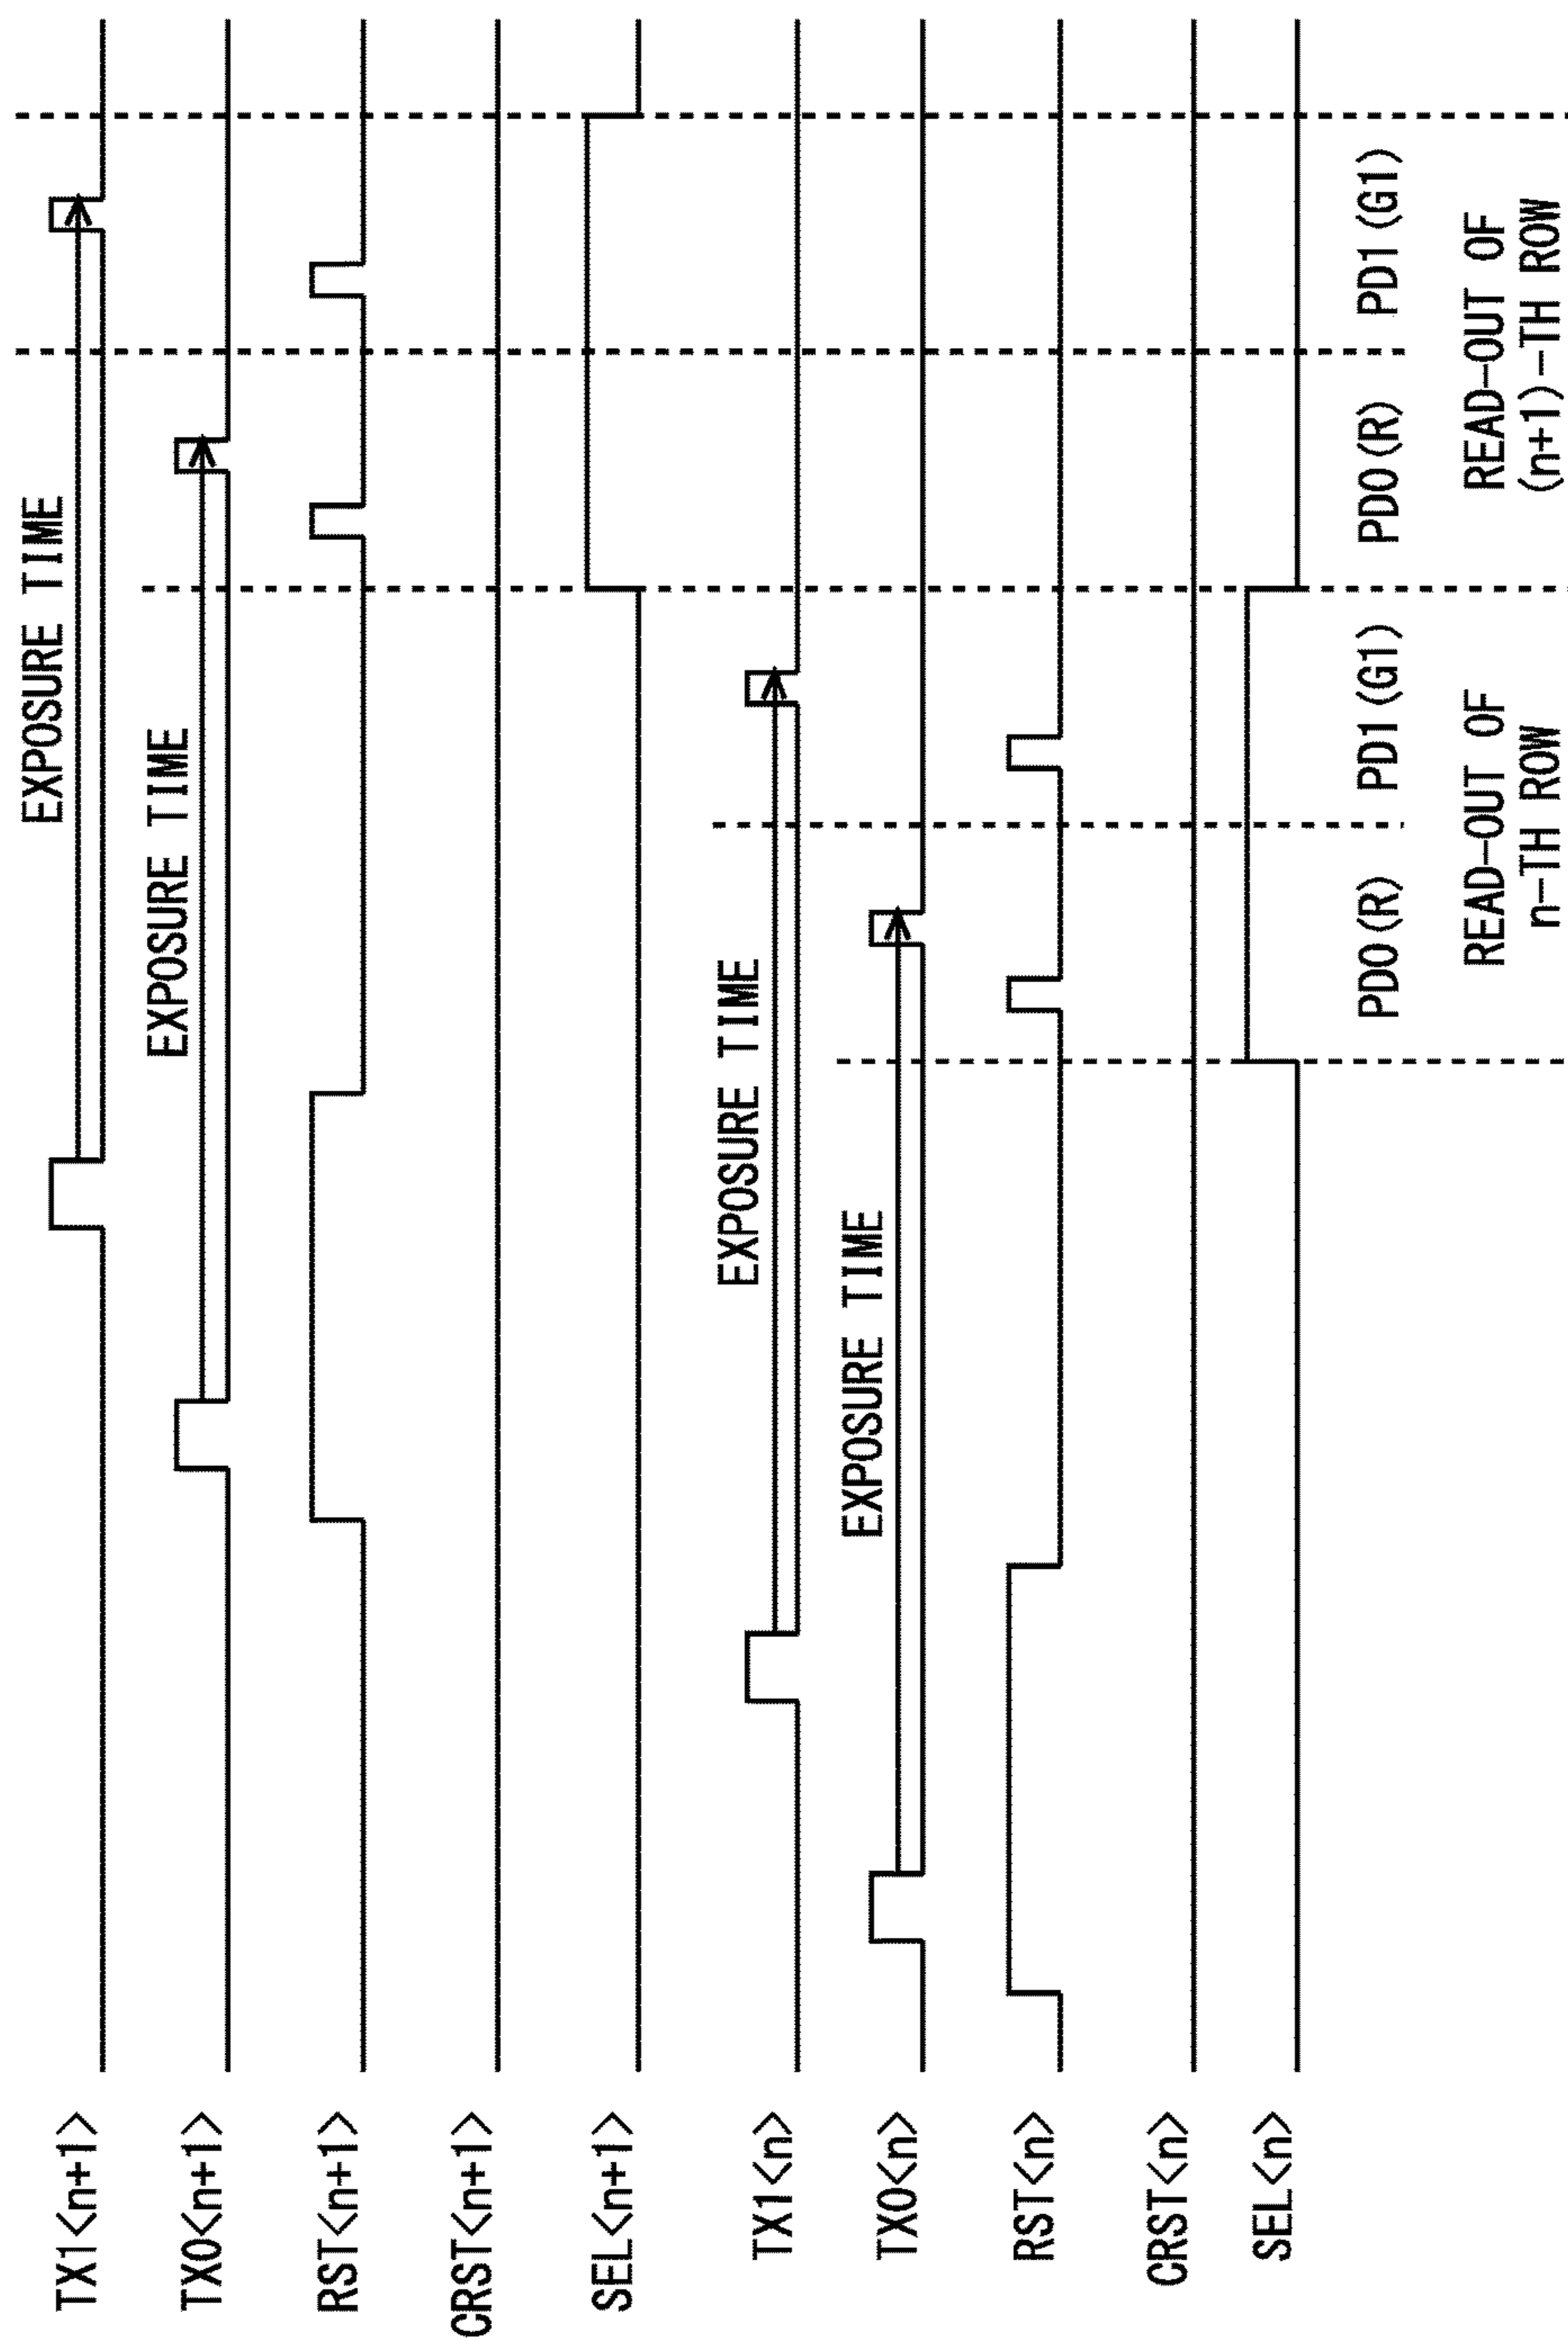 EXPOSURE TIME
TX1<n+1>
EXPOSURE TIME
TX0<n+1>
RST<n+1>
CRST<n+1>
SEL<n+1>
EXPOSURE TIME
TX1<n>
EXPOSURE TIME
TX0<n>
RST<n>
CRST<n>
SEL<n>
PD0(R) PD1(G1) PD0(R) PD1(G1)
READ-OUT OF
n-TH ROW
READ-OUT OF
(n+1)-TH ROW